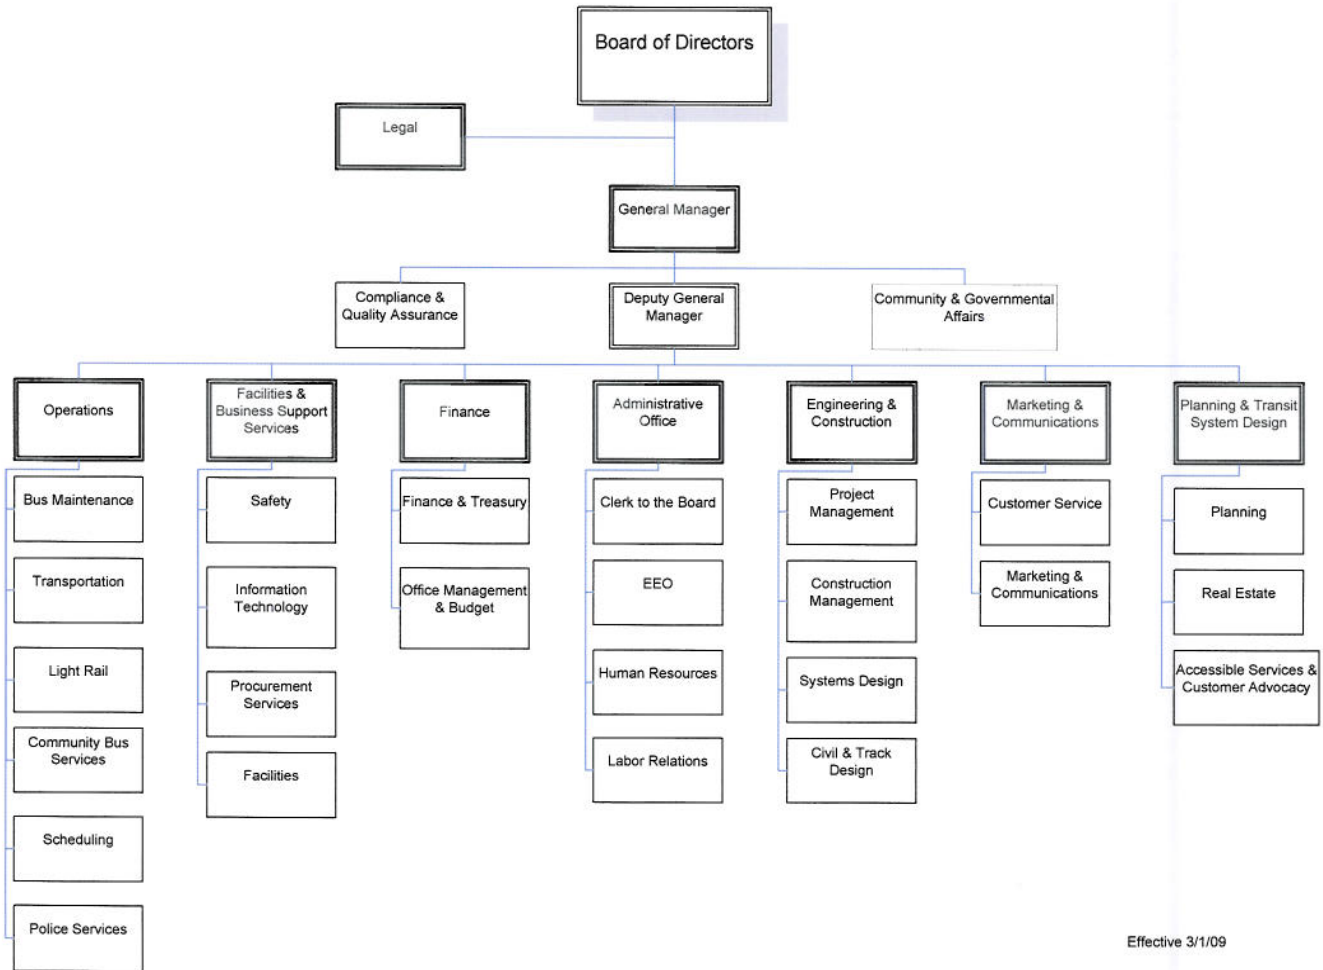 Board of Directors
Legal
General Manager
Compliance &
Quality Assurance
Deputy General
Manager
Community & Governmental
Affairs
Operations
Facilities &
Business Support
Services
Finance
Administrative
Office
Engineering &
Construction
Marketing &
Communications
Planning & Transit
System Design
Bus Maintenance
Transportation
Light Rail
Community Bus
Services
Scheduling
Police Services
Safety
Information
Technology
Procurement
Services
Facilities
Finance & Treasury
Office Management
& Budget
Clerk to the Board
EEO
Human Resources
Labor Relations
Project
Management
Construction
Management
Systems Design
Civil & Track
Design
Customer Service
Marketing &
Communications
Planning
Real Estate
Accessible Services &
Customer Advocacy
Effective 3/1/09